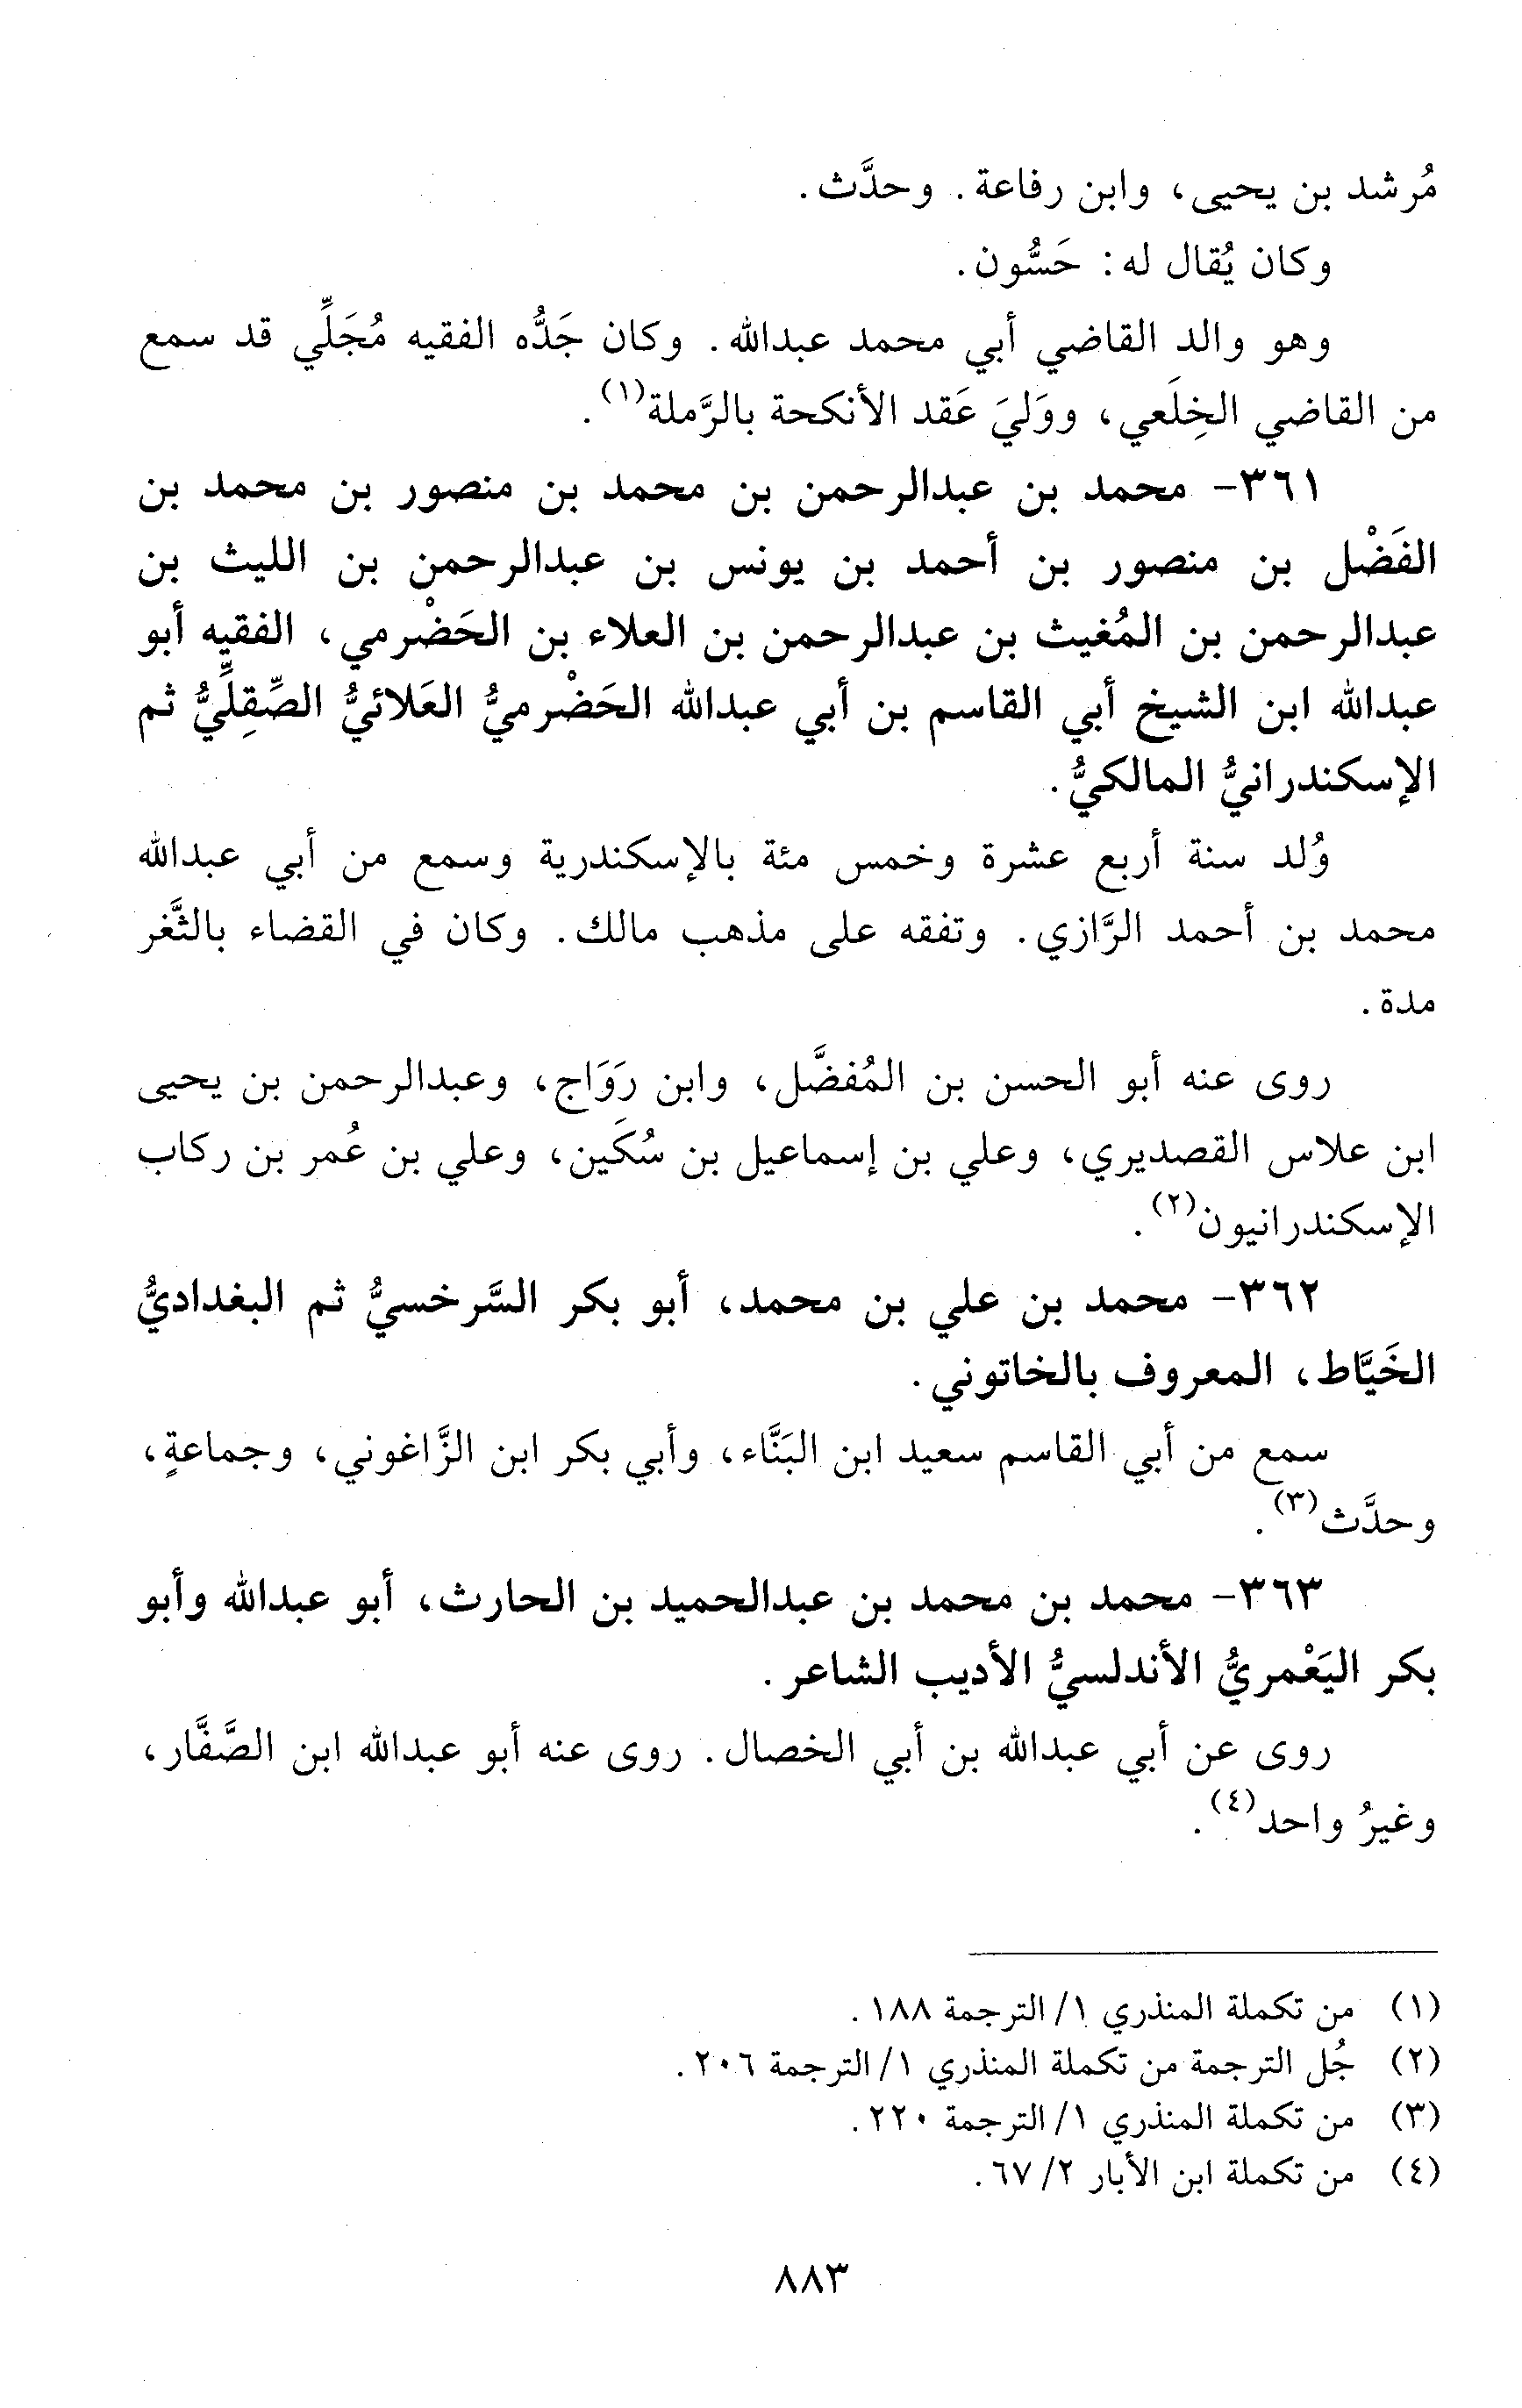 مُرشد بن يحيى، وابن رفاعة. وحدَّث.
وكان يُقال له: حَسُّون.
وهو والد القاضي أبي محمد عبدالله. وكان جَدُّه الفقيه مُجَلِّي قد سمع
من القاضي الخِلَعي، ووَليَ عَقد الأنكحة بالرَّملة(١).
٣٦١- محمد بن عبدالرحمن بن محمد بن منصور بن محمد بن
الفَضْل بن منصور بن أحمد بن يونس بن عبدالرحمن بن الليث بن
عبدالرحمن بن المُغيث بن عبدالرحمن بن العلاء بن الحَضْرمي، الفقيه أبو
عبدالله ابن الشيخ أبي القاسم بن أبي عبدالله الحَضْرميُّ العَلائيُّ الصِّقِلِّيُّ ثم
الإسكندرانيُّ المالكيُّ.
وُلد سنة أربع عشرة وخمس مئة بالإسكندرية وسمع من أبي عبدالله
محمد بن أحمد الرَّازي. وتفقه على مذهب مالك. وكان في القضاء بالثَّغر
مدة.
روى عنه أبو الحسن بن المُفضَّل، وابن رَوَاج، وعبدالرحمن بن يحيى
ابن علاس القصديري، وعلي بن إسماعيل بن سُكَين، وعلي بن عُمر بن ركاب
الإسكندرانيون(٢).
٣٦٢- محمد بن علي بن محمد، أبو بكر السَّرخسيُّ ثم البغداديُّ
الخَيَّاط، المعروف بالخاتوني.
سمع من أبي القاسم سعيد ابن البَنَّاء، وأبي بكر ابن الزَّاغوني، وجماعةٍ،
وحدَّث(٣).
٣٦٣- محمد بن محمد بن عبدالحميد بن الحارث، أبو عبدالله وأبو
بكر اليَعْمريُّ الأندلسيُّ الأديب الشاعر.
روى عن أبي عبدالله بن أبي الخصال. روى عنه أبو عبدالله ابن الصَّفَّار،
وغيرُ واحد(٤).
(١) من تكملة المنذري ١/ الترجمة ١٨٨.
(٢) جُل الترجمة من تكملة المنذري ١/ الترجمة ٢٠٦.
(٣) من تكملة المنذري ١/ الترجمة ٢٢٠.
(٤) من تكملة ابن الأبار ٢/ ٦٧.
٨٨٣